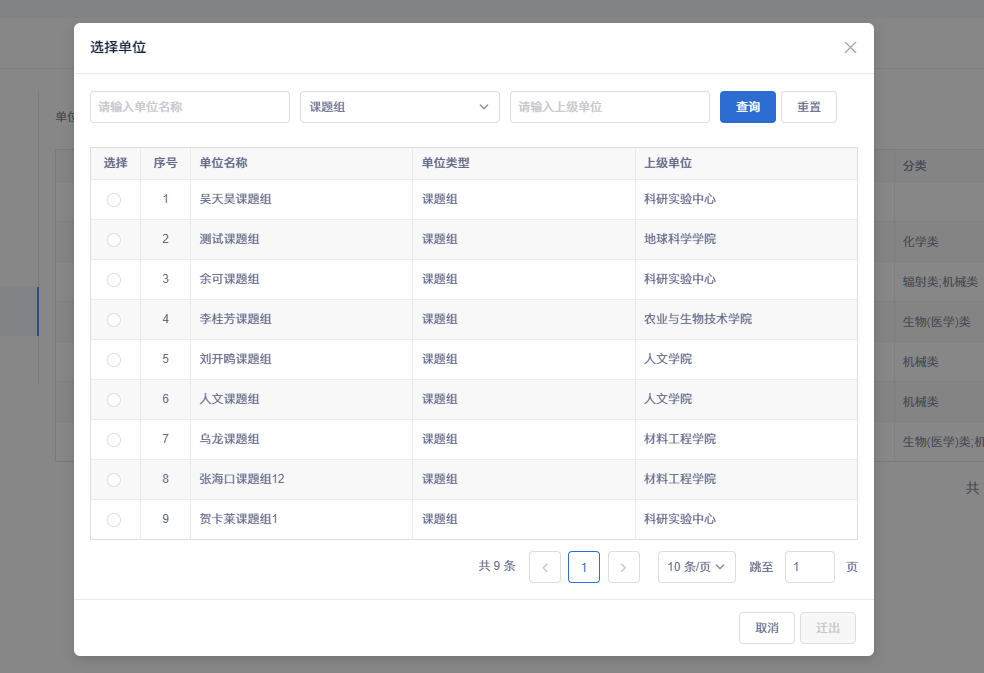 选择单位
请输入单位名称 课题组 请输入上级单位 查询 重置
选择 序号 单位名称 单位类型 上级单位
1 吴天昊课题组 课题组 科研实验中心
2 测试课题组 课题组 地球科学学院
3 余可课题组 课题组 科研实验中心
4 李桂芳课题组 课题组 农业与生物技术学院
5 刘开鸥课题组 课题组 人文学院
6 人文课题组 课题组 人文学院
7 乌龙课题组 课题组 材料工程学院
8 张海口课题组12 课题组 材料工程学院
9 贺卡莱课题组1 课题组 科研实验中心
共 9 条 1 10 条/页 跳至 1 页
取消 迁出
单位
分类
化学类
辐射类;机械类
生物(医学)类
机械类
机械类
生物(医学)类;机
共